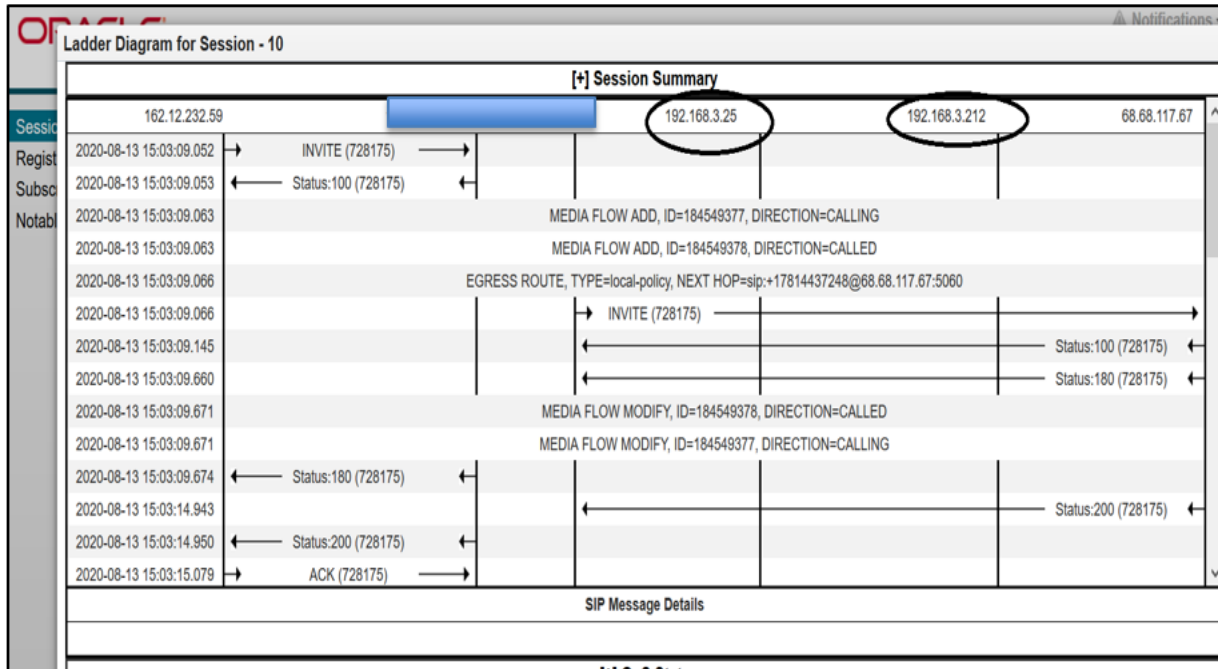 Notifications
Ladder Diagram for Session - 10
[+] Session Summary
162.12.232.59 192.168.3.25 192.168.3.212 68.68.117.67
2020-08-13 15:03:09.052 INVITE (728175)
2020-08-13 15:03:09.053 Status:100 (728175)
2020-08-13 15:03:09.063 MEDIA FLOW ADD, ID=184549377, DIRECTION=CALLING
2020-08-13 15:03:09.063 MEDIA FLOW ADD, ID=184549378, DIRECTION=CALLED
2020-08-13 15:03:09.066 EGRESS ROUTE, TYPE=local-policy, NEXT HOP=sip:+17814437248@68.68.117.67:5060
2020-08-13 15:03:09.066 INVITE (728175)
2020-08-13 15:03:09.145 Status:100 (728175)
2020-08-13 15:03:09.660 Status:180 (728175)
2020-08-13 15:03:09.671 MEDIA FLOW MODIFY, ID=184549378, DIRECTION=CALLED
2020-08-13 15:03:09.671 MEDIA FLOW MODIFY, ID=184549377, DIRECTION=CALLING
2020-08-13 15:03:09.674 Status:180 (728175)
2020-08-13 15:03:14.943 Status:200 (728175)
2020-08-13 15:03:14.950 Status:200 (728175)
2020-08-13 15:03:15.079 ACK (728175)
SIP Message Details
Sessio
Regist
Subsc
Notabl